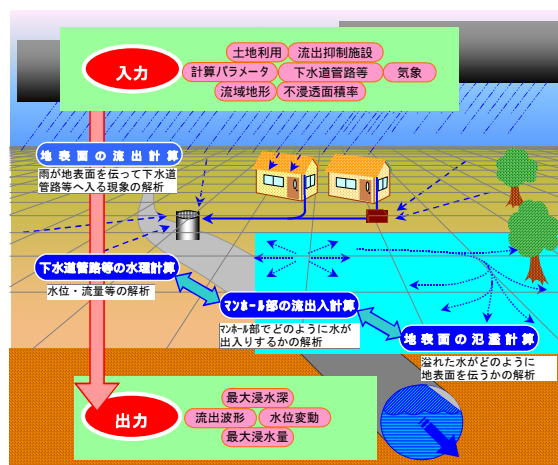 土地利用 流出抑制施設
入力 計算パラメータ 下水道管路等 気象
流域地形 不浸透面積率
地表面の流出計算
雨が地表面を伝って下水道
管路等へ入る現象の解析
下水道管路等の水理計算
水位・流量等の解析
ﾏﾝﾎｰﾙ部の流出入計算
ﾏﾝﾎｰﾙ部でどのように水が
出入りするかの解析
地表面の氾濫計算
溢れた水がどのように
地表面を伝うかの解析
最大浸水深
出力 流出波形 水位変動
最大浸水量